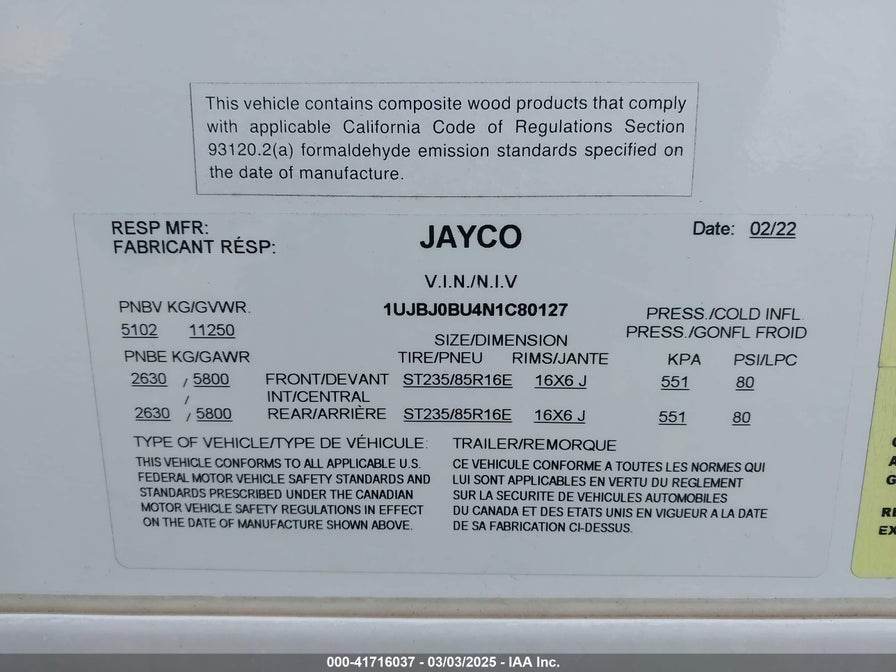 This vehicle contains composite wood products that comply
with applicable California Code of Regulations Section
93120.2(a) formaldehyde emission standards specified on
the date of manufacture.
RESP MFR:
FABRICANT RÉSP:
JAYCO
Date: 02/22
V.I.N./N.I.V
PNBV KG/GVWR.
1UJBJ0BU4N1C80127
PRESS./COLD INFL
5102 11250
SIZE/DIMENSION
PRESS./GONFL FROID
PNBE KG/GAWR
TIRE/PNEU RIMS/JANTE
KPA PSI/LPC
2630 / 5800 FRONT/DEVANT ST235/85R16E 16X6 J 551 80
/ INT/CENTRAL
2630 / 5800 REAR/ARRIÈRE ST235/85R16E 16X6 J 551 80
TYPE OF VEHICLE/TYPE DE VÉHICULE: TRAILER/REMORQUE
THIS VEHICLE CONFORMS TO ALL APPLICABLE U.S.
FEDERAL MOTOR VEHICLE SAFETY STANDARDS AND
STANDARDS PRESCRIBED UNDER THE CANADIAN
MOTOR VEHICLE SAFETY REGULATIONS IN EFFECT
ON THE DATE OF MANUFACTURE SHOWN ABOVE.
CE VEHICULE CONFORME A TOUTES LES NORMES QUI
LUI SONT APPLICABLES EN VERTU DU REGLEMENT
SUR LA SECURITE DE VEHICULES AUTOMOBILES
DU CANADA ET DES ETATS UNIS EN VIGUEUR A LA DATE
DE SA FABRICATION CI-DESSUS.
000-41716037 - 03/03/2025 - IAA Inc.